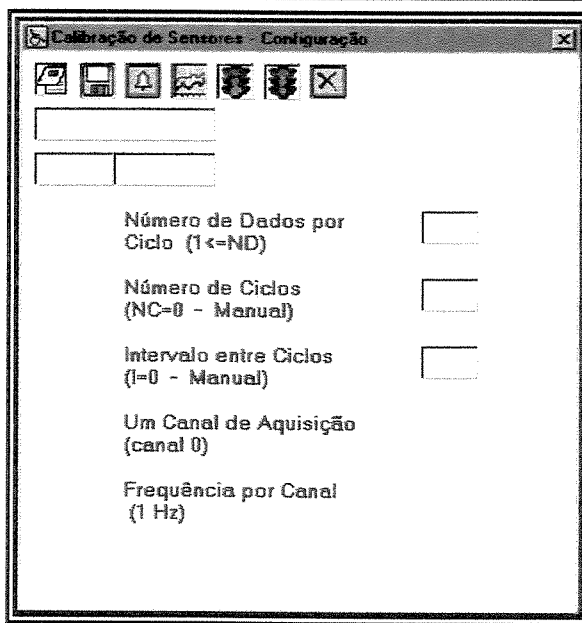 Calibração de Sensores - Configuração
Número de Dados por
Ciclo (1<=ND)
Número de Ciclos
(NC=0 - Manual)
Intervalo entre Ciclos
(I=0 - Manual)
Um Canal de Aquisição
(canal 0)
Frequência por Canal
(1 Hz)